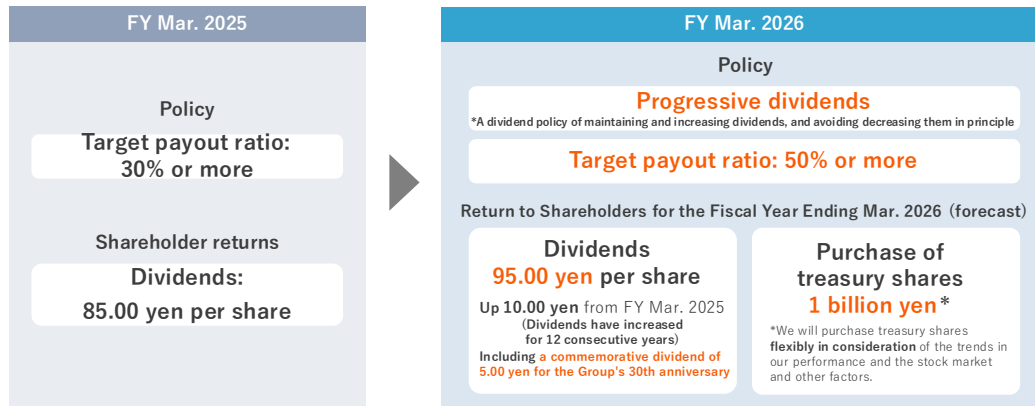 FY Mar. 2025
Policy
Target payout ratio:
30% or more
Shareholder returns
Dividends:
85.00 yen per share
FY Mar. 2026
Policy
Progressive dividends
*A dividend policy of maintaining and increasing dividends, and avoiding decreasing them in principle
Target payout ratio: 50% or more
Return to Shareholders for the Fiscal Year Ending Mar. 2026 (forecast)
Dividends
95.00 yen per share
Up 10.00 yen from FY Mar. 2025
(Dividends have increased
for 12 consecutive years)
Including a commemorative dividend of
5.00 yen for the Group's 30th anniversary
Purchase of
treasury shares
1 billion yen*
*We will purchase treasury shares
flexibly in consideration of the trends in
our performance and the stock market
and other factors.